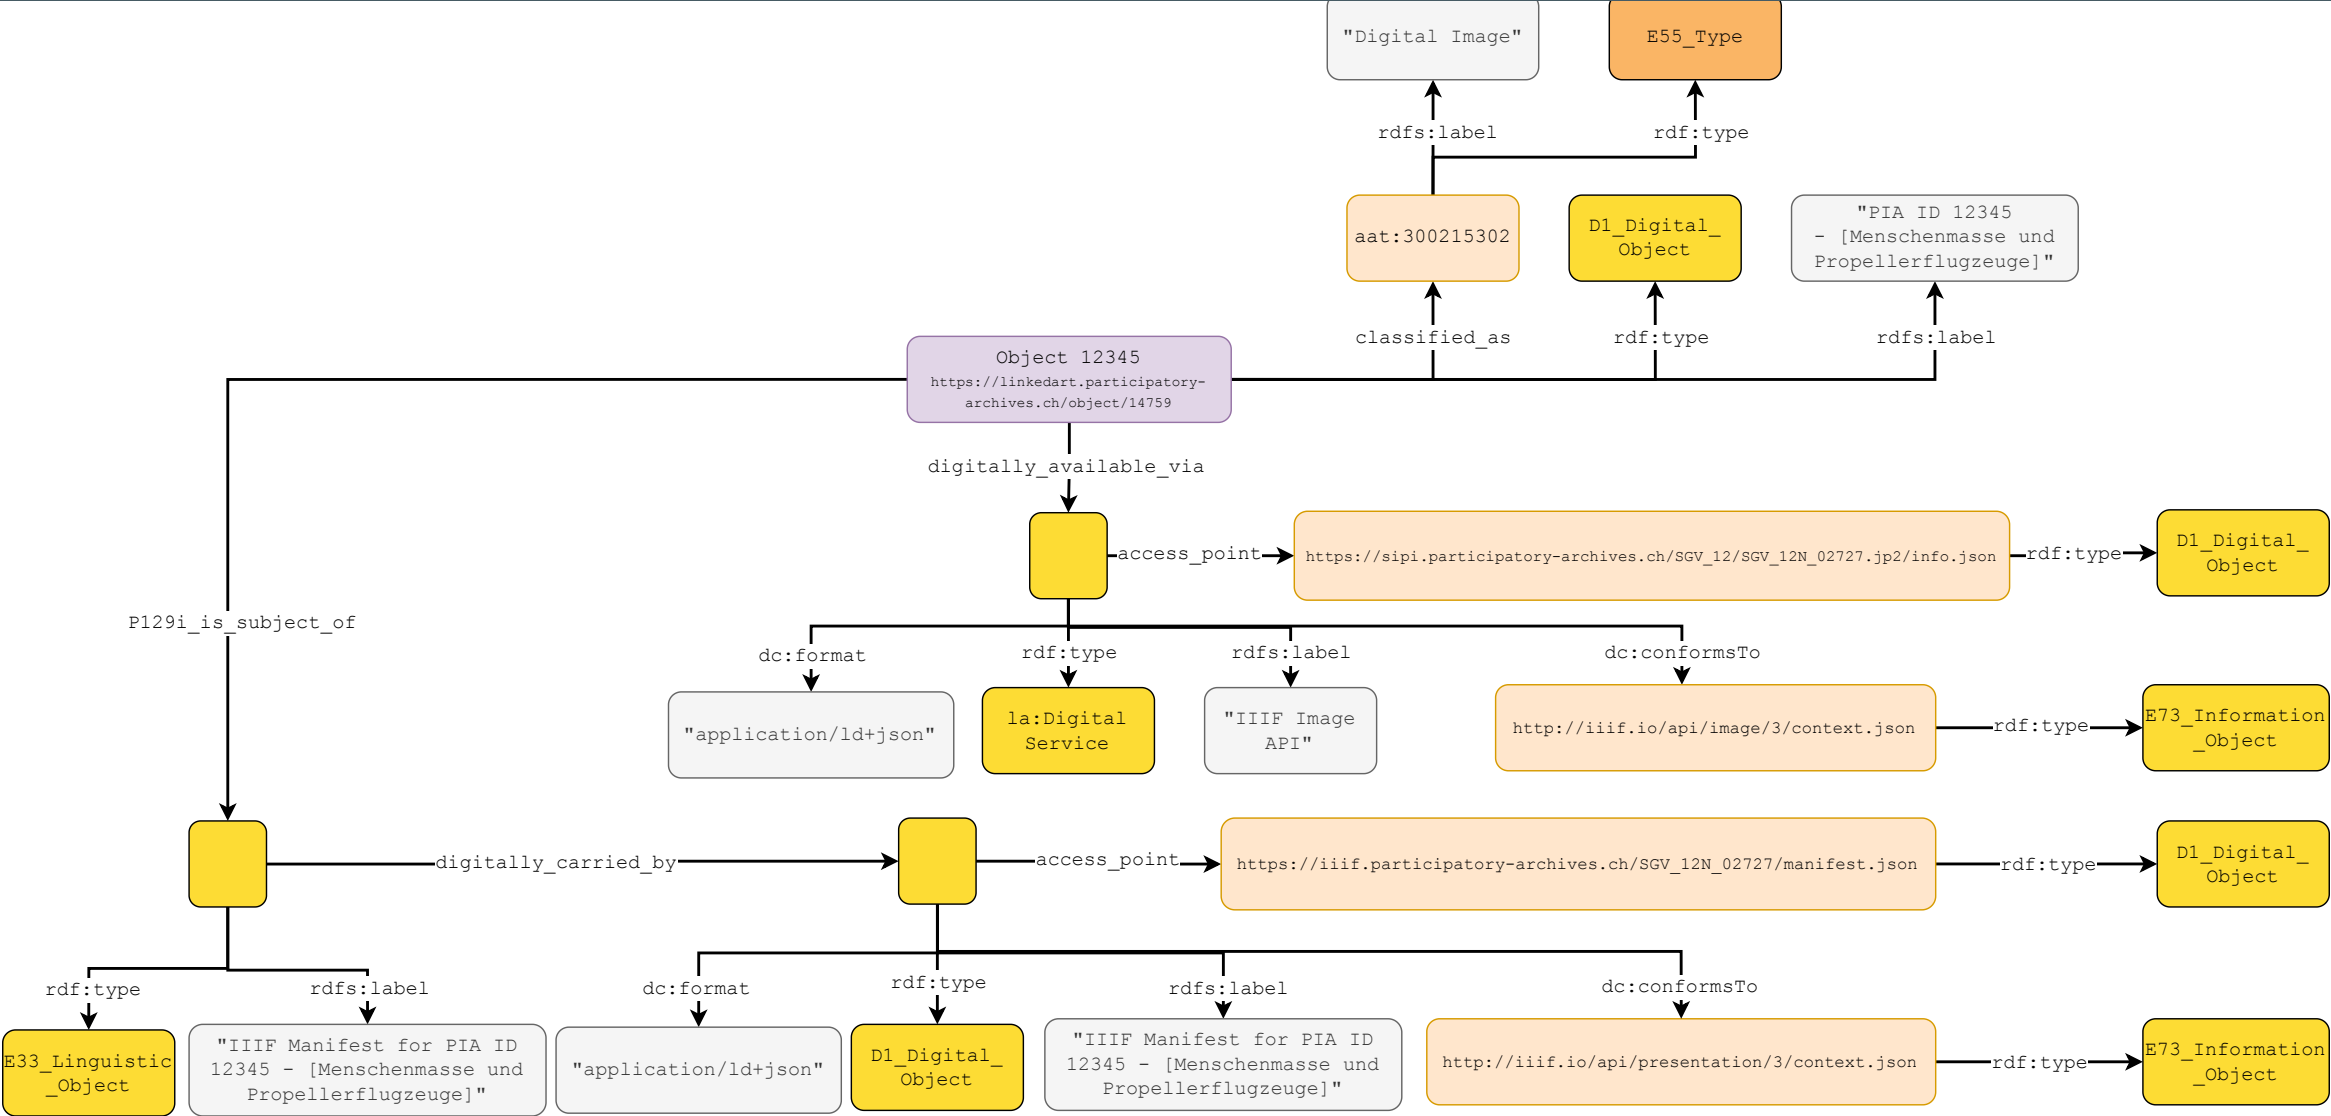 "Digital Image"
E55_Type
rdfs:label
rdf:type
aat:300215302
D1_Digital_
Object
"PIA ID 12345
- [Menschenmasse und
Propellerflugzeuge]"
classified_as
rdf:type
rdfs:label
Object 12345
https://linkedart.participatory-
archives.ch/object/14759
digitally_available_via
access_point
https://sipi.participatory-archives.ch/SGV_12/SGV_12N_02727.jp2/info.json
rdf:type
D1_Digital_
Object
P129i_is_subject_of
dc:format
rdf:type
rdfs:label
dc:conformsTo
"application/ld+json"
la:Digital
Service
"IIIF Image
API"
http://iiif.io/api/image/3/context.json
rdf:type
E73_Information
_Object
digitally_carried_by
access_point
https://iiif.participatory-archives.ch/SGV_12N_02727/manifest.json
rdf:type
D1_Digital_
Object
rdf:type
rdfs:label
dc:format
rdf:type
rdfs:label
dc:conformsTo
E33_Linguistic
_Object
"IIIF Manifest for PIA ID
12345 - [Menschenmasse und
Propellerflugzeuge]"
"application/ld+json"
D1_Digital_
Object
"IIIF Manifest for PIA ID
12345 - [Menschenmasse und
Propellerflugzeuge]"
http://iiif.io/api/presentation/3/context.json
rdf:type
E73_Information
_Object